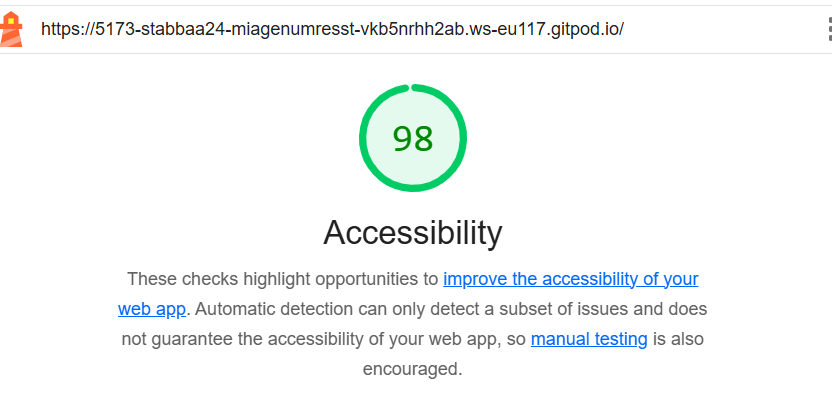 https://5173-stabbaa24-miagenumresst-vkb5nrhh2ab.ws-eu117.gitpod.io/
98
Accessibility
These checks highlight opportunities to improve the accessibility of your
web app. Automatic detection can only detect a subset of issues and does
not guarantee the accessibility of your web app, so manual testing is also
encouraged.